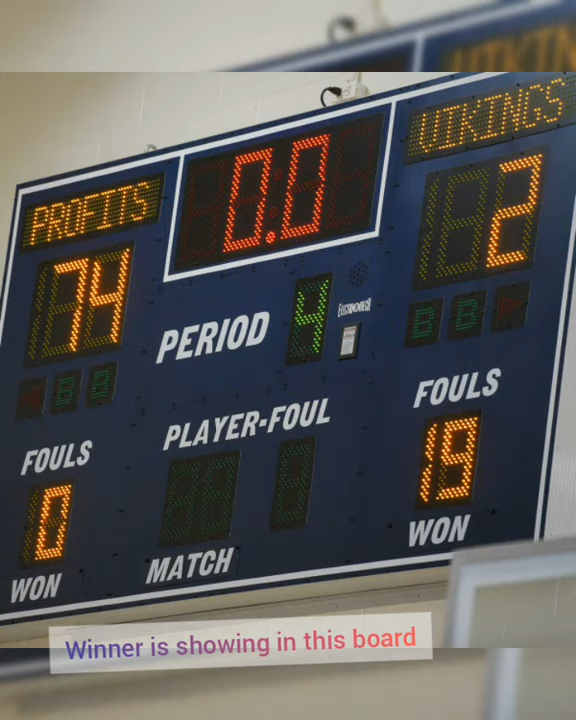 PROFITS
0.0
VIKINGS
74
2
PERIOD
4
FOULS
0
PLAYER-FOUL
FOULS
19
WON
MATCH
WON
Winner is showing in this board